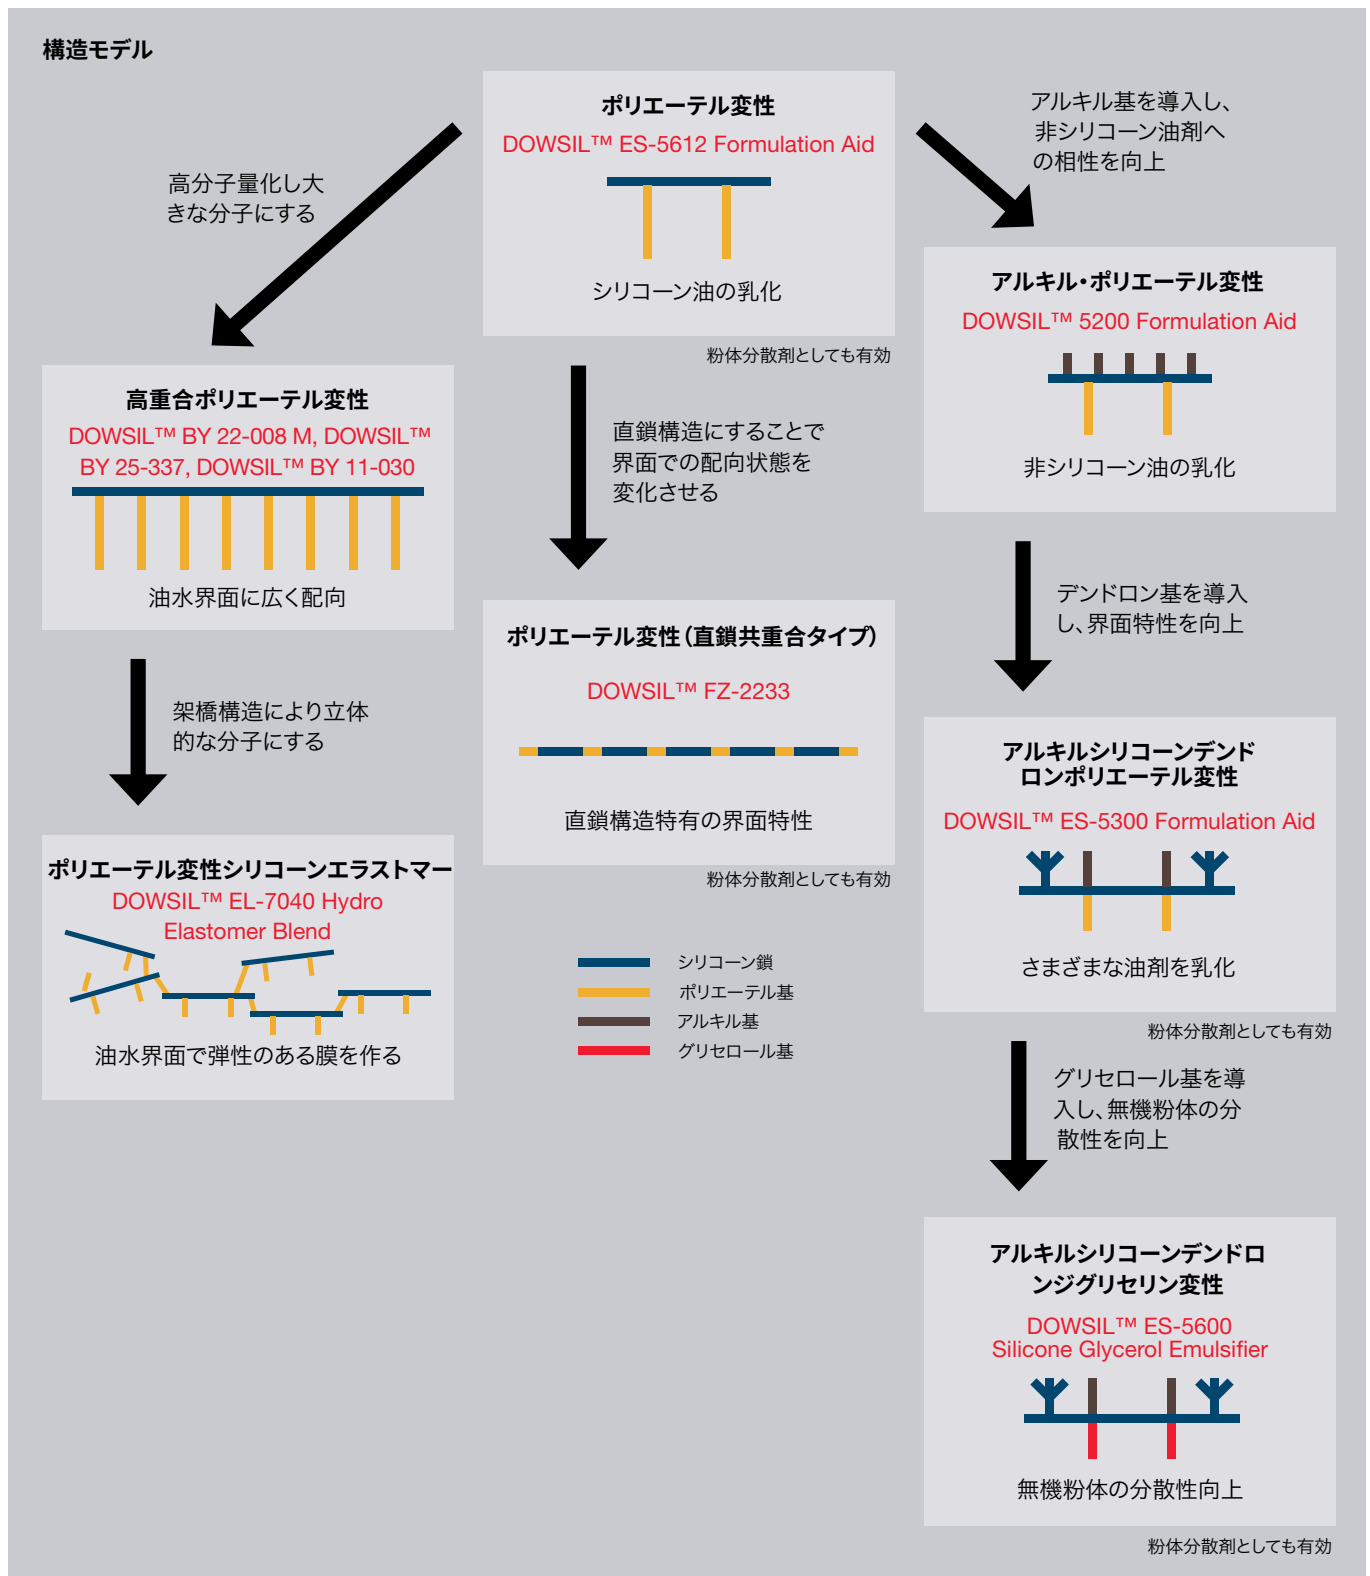 構造モデル
ポリエーテル変性
DOWSIL™ ES-5612 Formulation Aid
シリコーン油の乳化
粉体分散剤としても有効
高分子量化し大
きな分子にする
高重合ポリエーテル変性
DOWSIL™ BY 22-008 M, DOWSIL™
BY 25-337, DOWSIL™ BY 11-030
油水界面に広く配向
架橋構造により立体
的な分子にする
ポリエーテル変性シリコーンエラストマー
DOWSIL™ EL-7040 Hydro
Elastomer Blend
油水界面で弾性のある膜を作る
直鎖構造にすることで
界面での配向状態を
変化させる
ポリエーテル変性（直鎖共重合タイプ）
DOWSIL™ FZ-2233
直鎖構造特有の界面特性
粉体分散剤としても有効
シリコーン鎖
ポリエーテル基
アルキル基
グリセロール基
アルキル基を導入し、
非シリコーン油剤へ
の相性を向上
アルキル・ポリエーテル変性
DOWSIL™ 5200 Formulation Aid
非シリコーン油の乳化
デンドロン基を導入
し、界面特性を向上
アルキルシリコーンデンド
ロンポリエーテル変性
DOWSIL™ ES-5300 Formulation Aid
さまざまな油剤を乳化
粉体分散剤としても有効
グリセロール基を導
入し、無機粉体の分
散性を向上
アルキルシリコーンデンドロ
ンジグリセリン変性
DOWSIL™ ES-5600
Silicone Glycerol Emulsifier
無機粉体の分散性向上
粉体分散剤としても有効